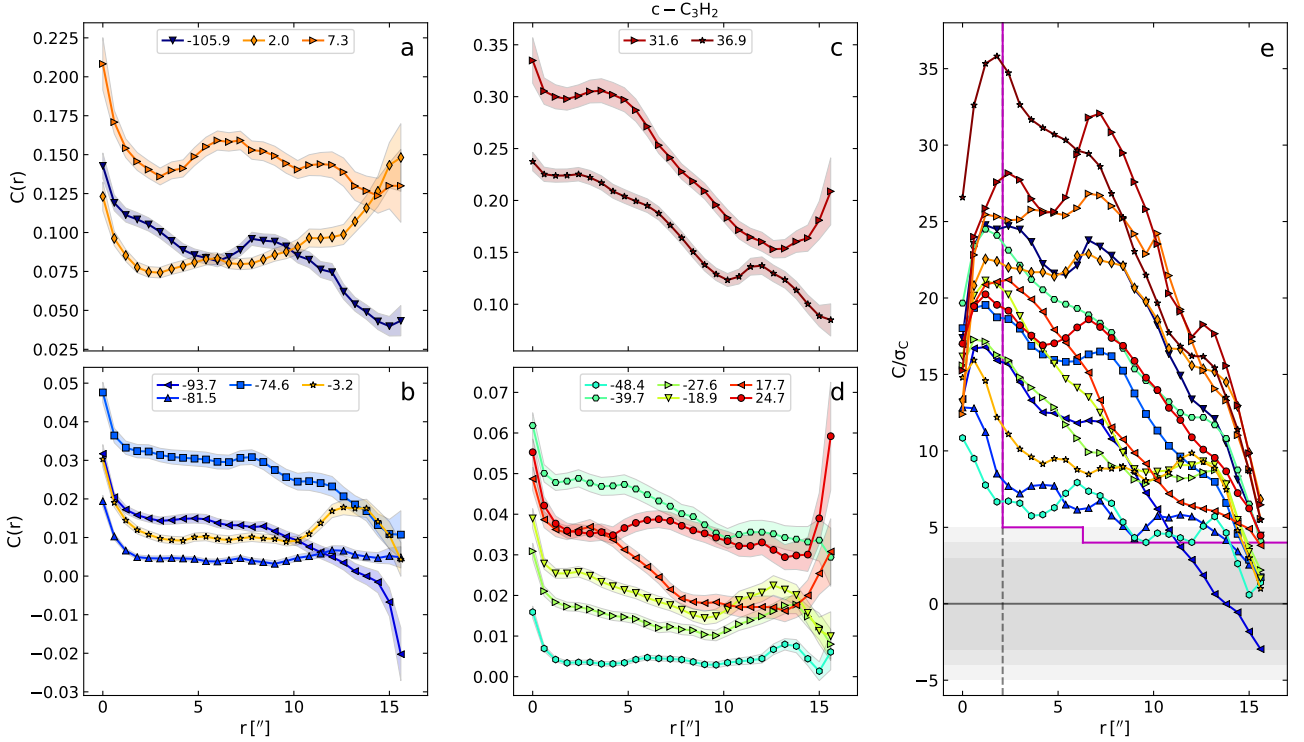 c − C₃H₂
-105.9 2.0 7.3
a
C(r)
0.225
0.200
0.175
0.150
0.125
0.100
0.075
0.050
0.025
31.6 36.9
c
0.35
0.30
0.25
0.20
0.15
0.10
e
C/σ_C
35
30
25
20
15
10
5
0
−5
0 5 10 15
r [′′]
-93.7 -74.6 -3.2
-81.5
b
C(r)
0.05
0.04
0.03
0.02
0.01
0.00
−0.01
−0.02
−0.03
0 5 10 15
r [′′]
-48.4 -27.6 17.7
-39.7 -18.9 24.7
d
0.07
0.06
0.05
0.04
0.03
0.02
0.01
0.00
0 5 10 15
r [′′]